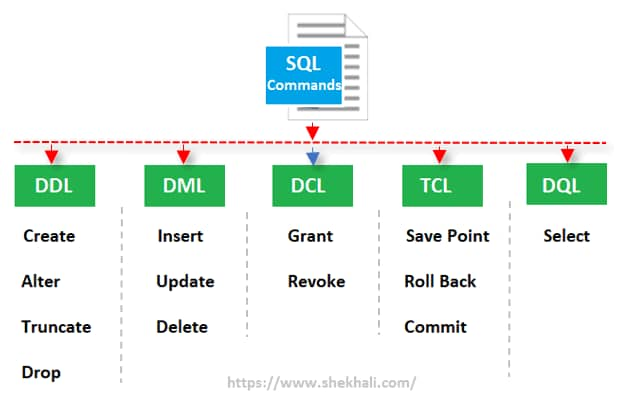 SQL
Commands
DDL
DML
DCL
TCL
DQL
Create
Insert
Grant
Save Point
Select
Alter
Update
Revoke
Roll Back
Truncate
Delete
Commit
Drop
https://www.shekhali.com/